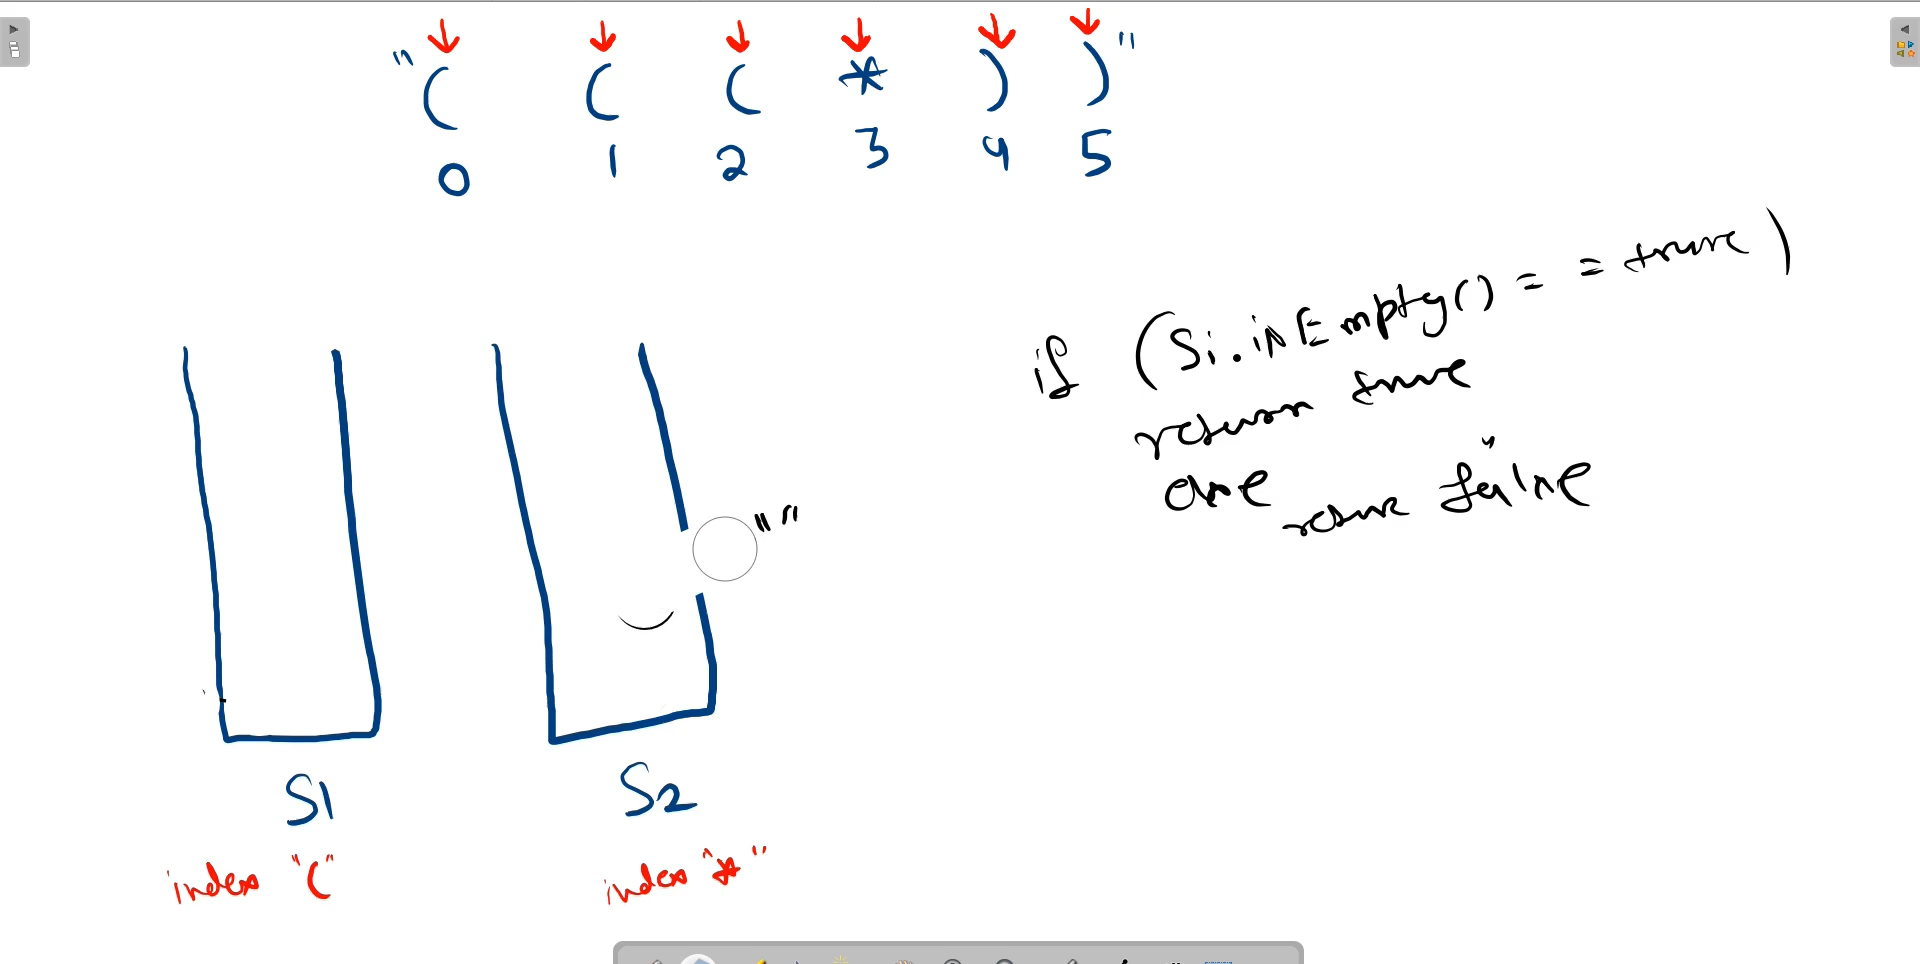 "( ( ( * ) )"
0 1 2 3 4 5
if (S1.isEmpty() = = true)
return true
else return false
" "
S1 S2
index "(" index "*"